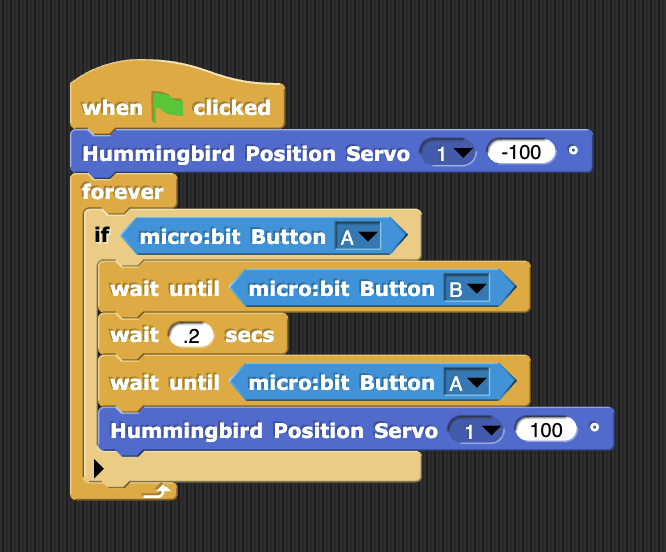 when clicked
Hummingbird Position Servo 1 -100 °
forever
if micro:bit Button A
wait until micro:bit Button B
wait .2 secs
wait until micro:bit Button A
Hummingbird Position Servo 1 100 °